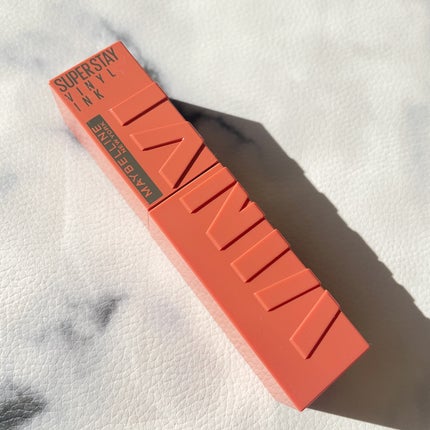 SUPERSTAY
VINYL
INK
MAYBELLINE
NEW YORK
VINYL